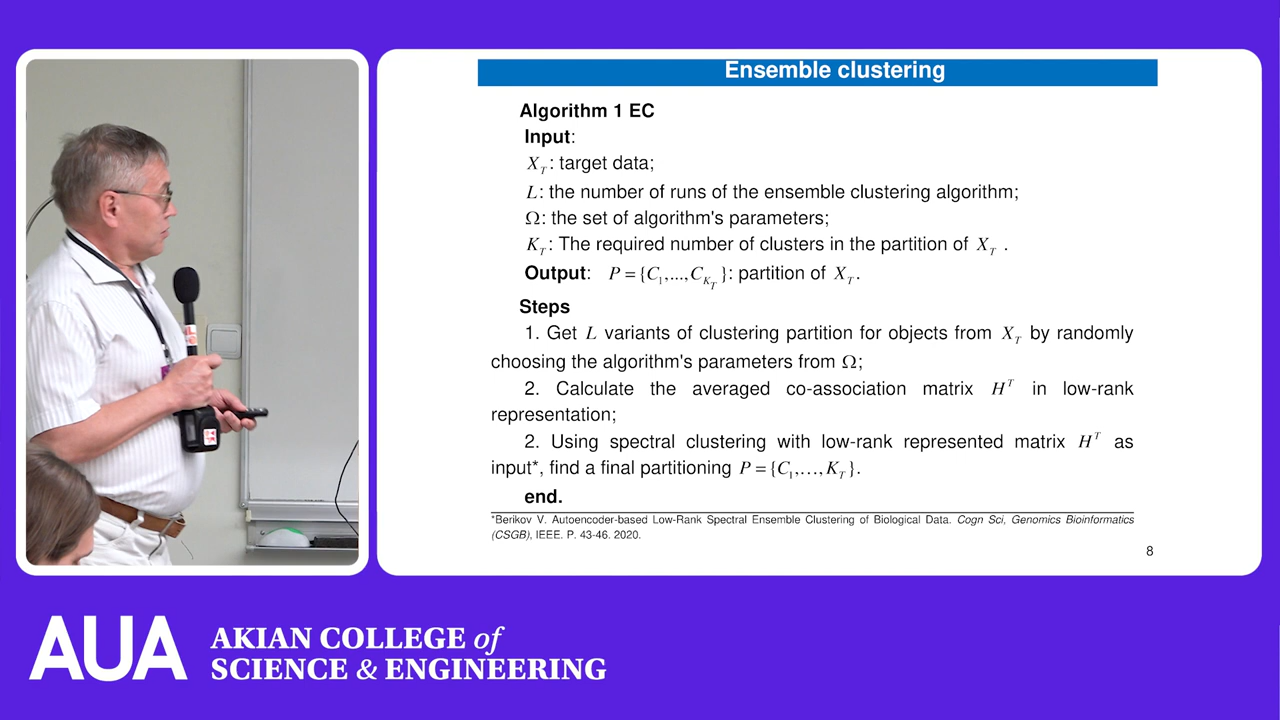 Ensemble clustering
Algorithm 1 EC
Input:
X_T: target data;
L: the number of runs of the ensemble clustering algorithm;
Ω: the set of algorithm's parameters;
K_T: The required number of clusters in the partition of X_T .
Output: P = {C_1,...,C_{K_T}}: partition of X_T.
Steps
1. Get L variants of clustering partition for objects from X_T by randomly
choosing the algorithm's parameters from Ω;
2. Calculate the averaged co-association matrix H^T in low-rank
representation;
2. Using spectral clustering with low-rank represented matrix H^T as
input*, find a final partitioning P = {C_1,…,K_T}.
end.
*Berikov V. Autoencoder-based Low-Rank Spectral Ensemble Clustering of Biological Data. Cogn Sci, Genomics Bioinformatics
(CSGB), IEEE. P. 43-46. 2020.
8
AUA
AKIAN COLLEGE of
SCIENCE & ENGINEERING